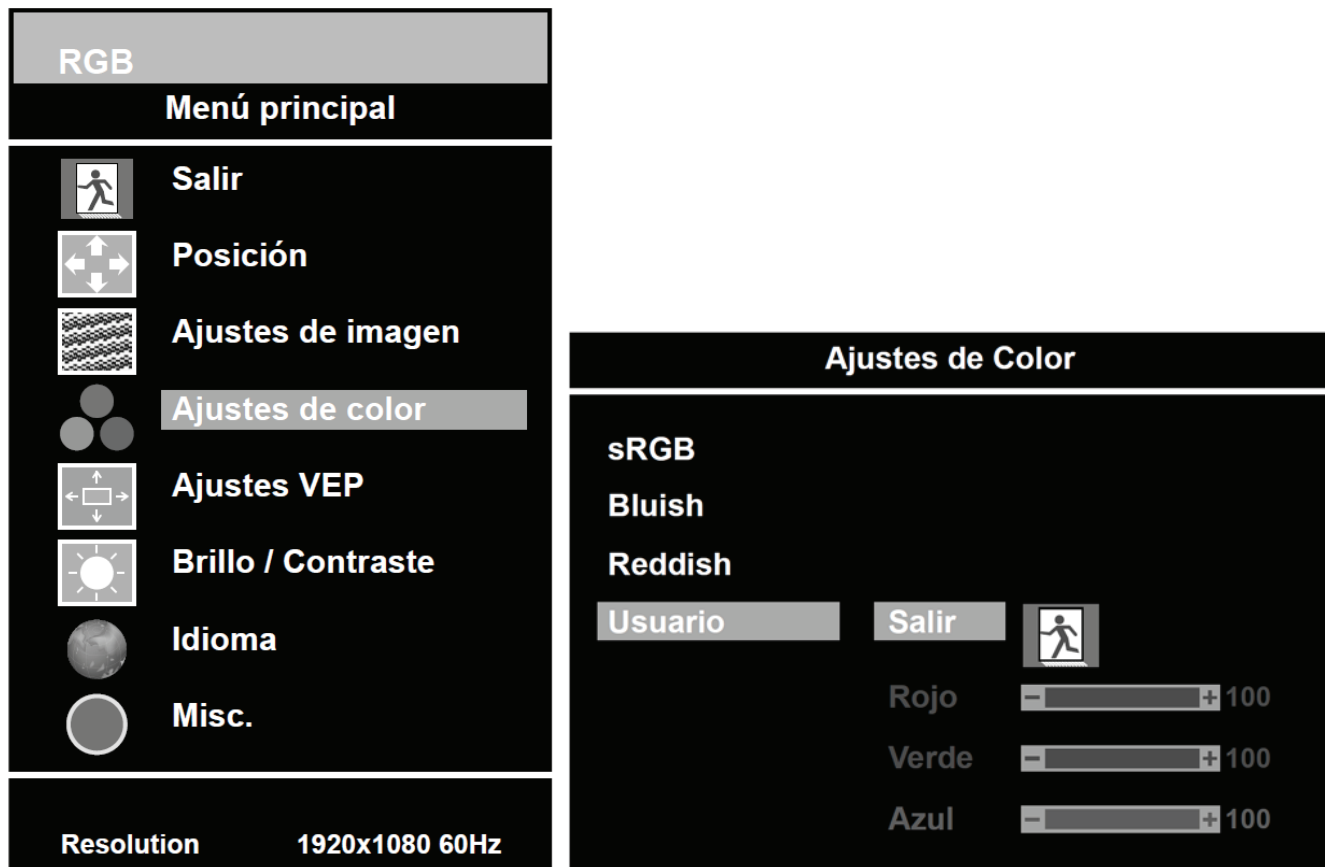 RGB
Menú principal
Salir
Posición
Ajustes de imagen
Ajustes de color
Ajustes VEP
Brillo / Contraste
Idioma
Misc.
Resolution 1920x1080 60Hz
Ajustes de Color
sRGB
Bluish
Reddish
Usuario Salir
Rojo - + 100
Verde - + 100
Azul - + 100